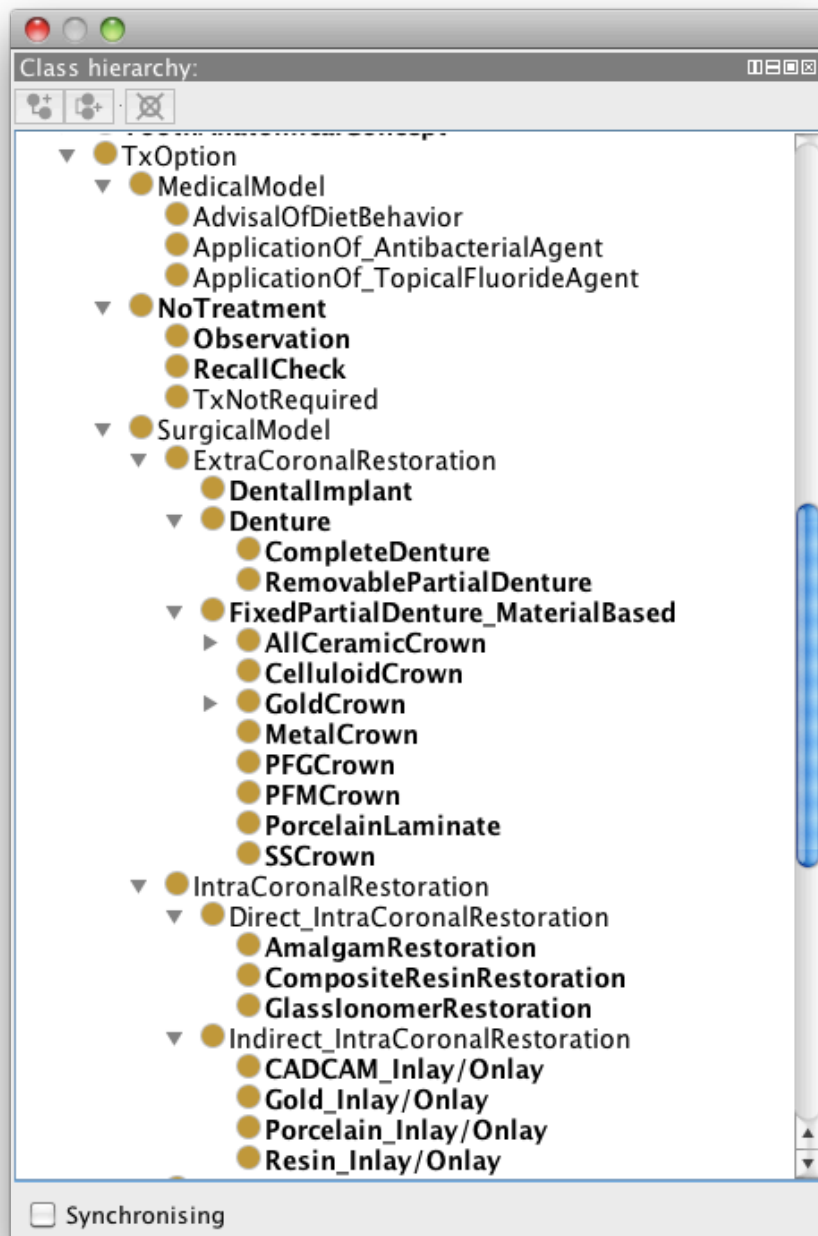 Class hierarchy:
TxOption
MedicalModel
AdvisalOfDietBehavior
ApplicationOf_AntibacterialAgent
ApplicationOf_TopicalFluorideAgent
NoTreatment
Observation
RecallCheck
TxNotRequired
SurgicalModel
ExtraCoronalRestoration
DentalImplant
Denture
CompleteDenture
RemovablePartialDenture
FixedPartialDenture_MaterialBased
AllCeramicCrown
CelluloidCrown
GoldCrown
MetalCrown
PFGCrown
PFMCrown
PorcelainLaminate
SSCrown
IntraCoronalRestoration
Direct_IntraCoronalRestoration
AmalgamRestoration
CompositeResinRestoration
GlassIonomerRestoration
Indirect_IntraCoronalRestoration
CADCAM_Inlay/Onlay
Gold_Inlay/Onlay
Porcelain_Inlay/Onlay
Resin_Inlay/Onlay
Synchronising